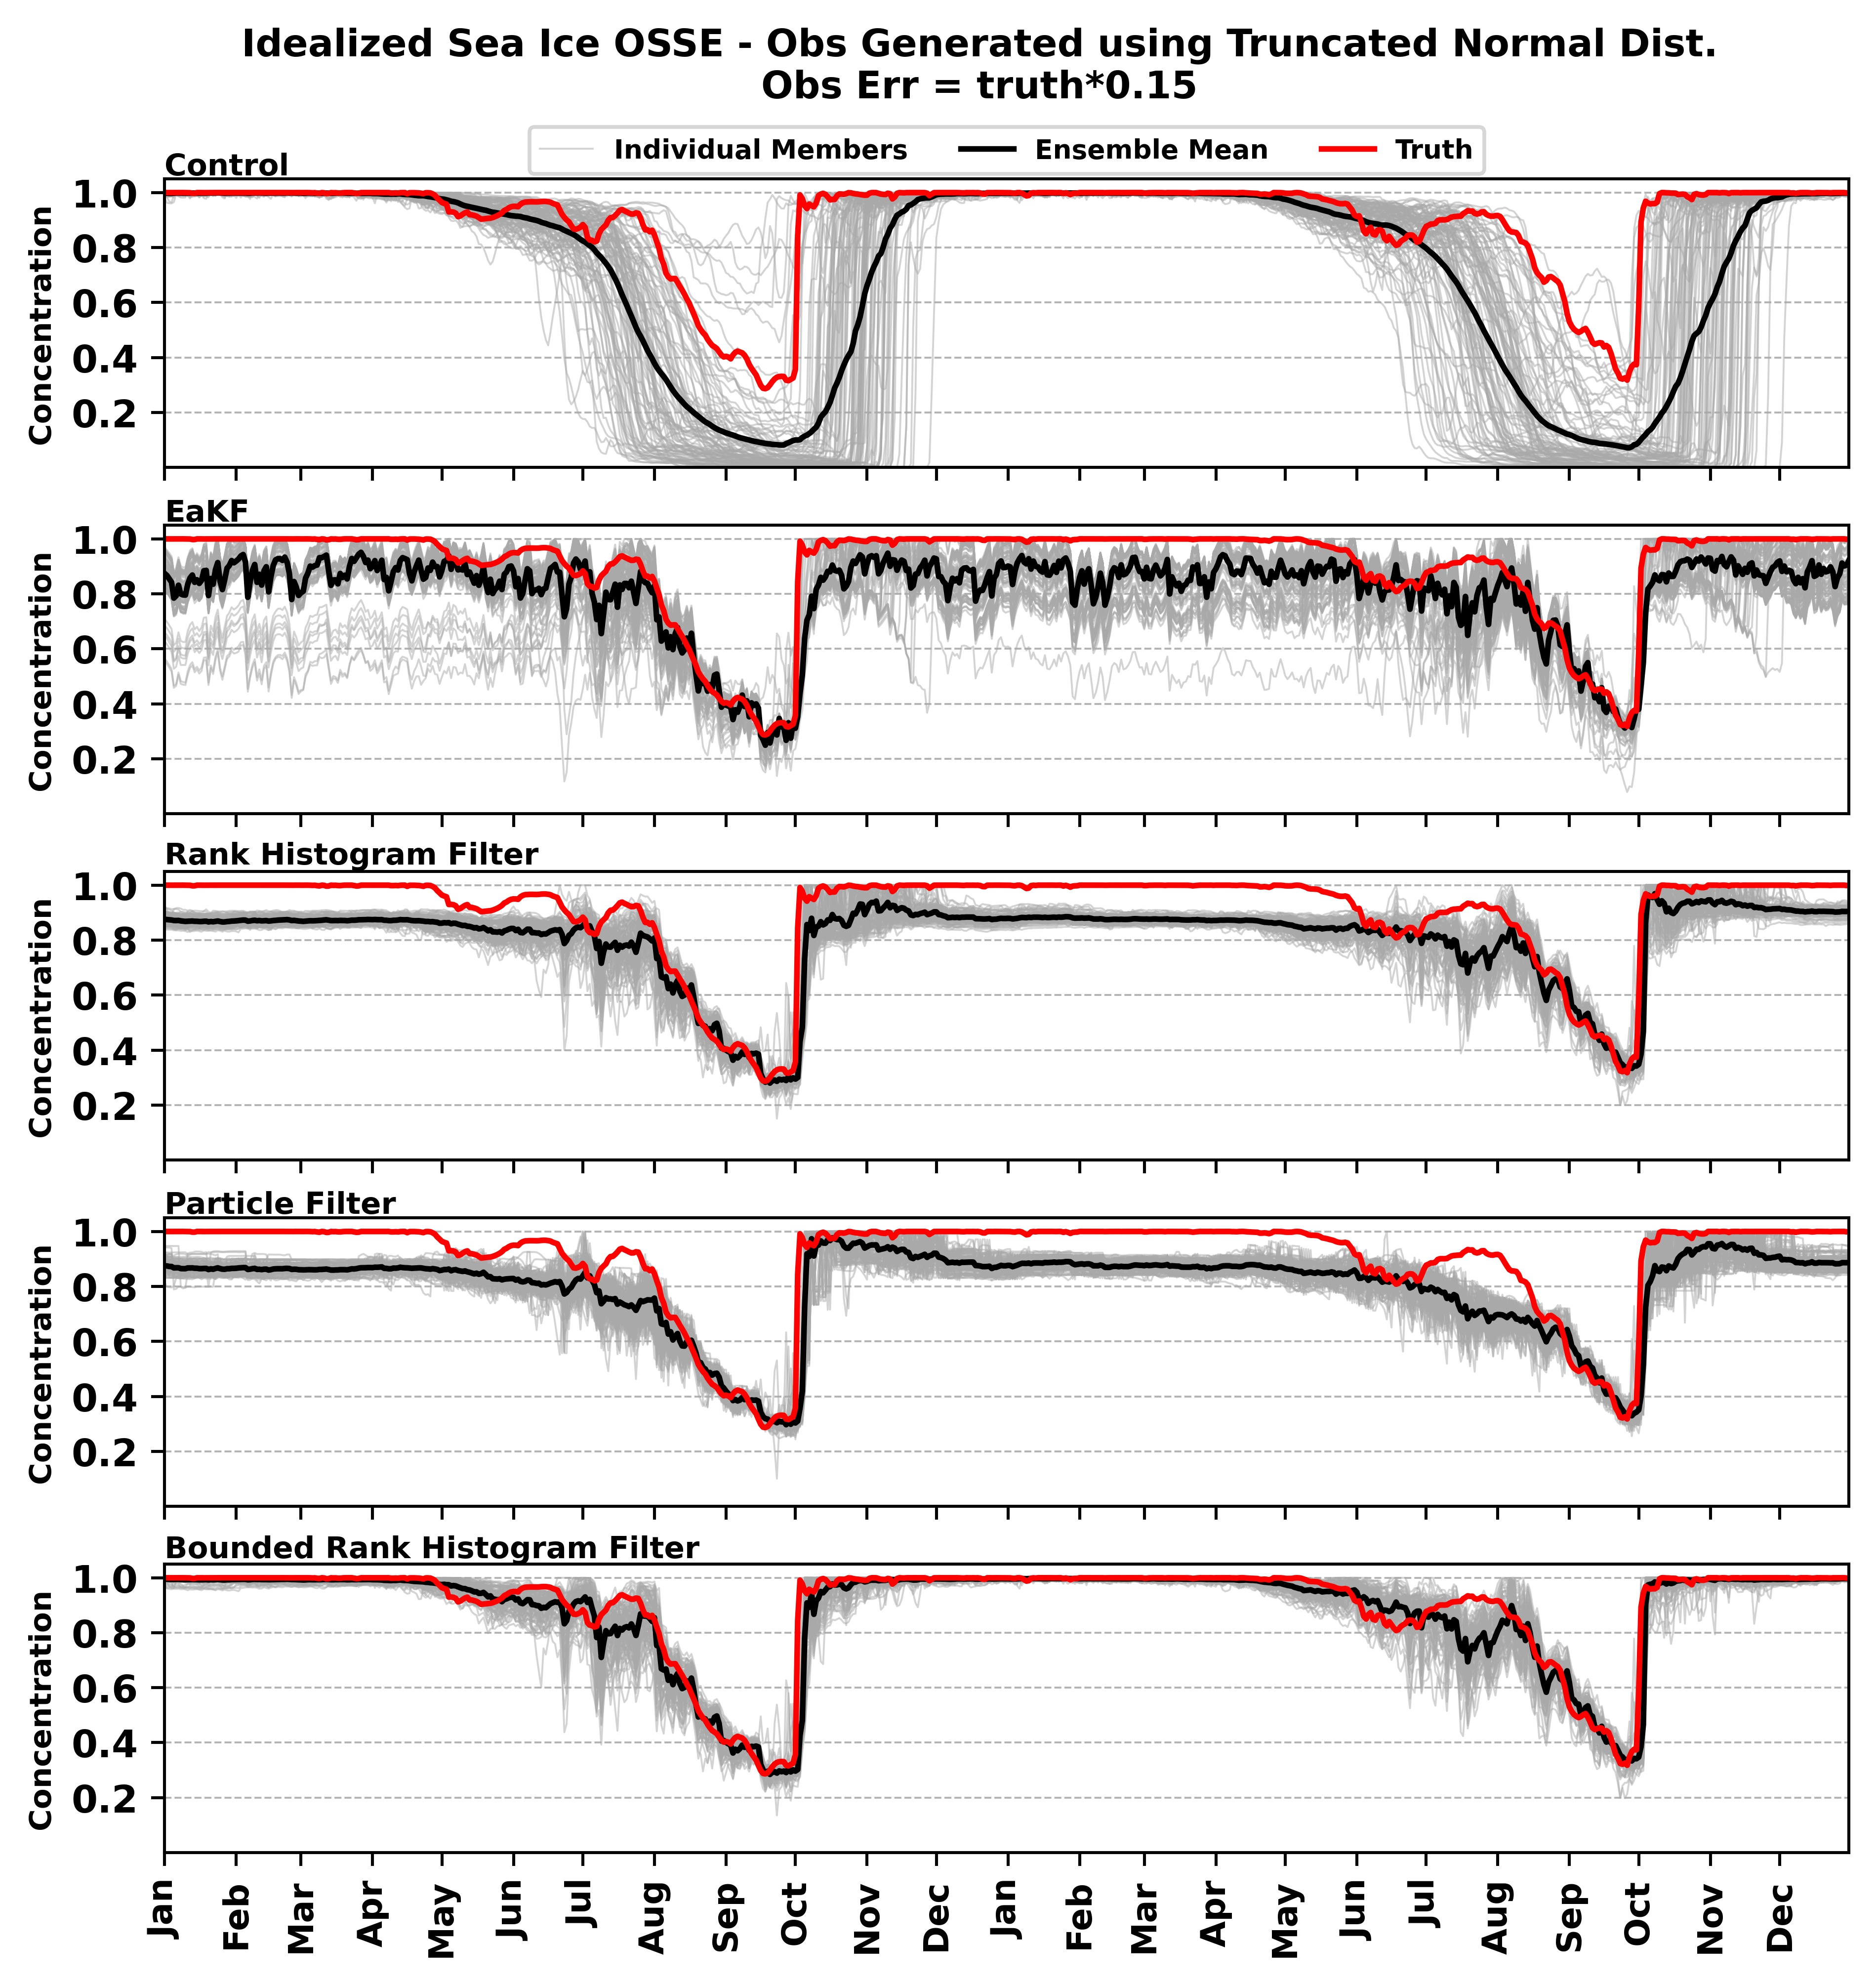 Idealized Sea Ice OSSE - Obs Generated using Truncated Normal Dist.
Obs Err = truth*0.15
Individual Members Ensemble Mean Truth
Control
1.0
0.8
0.6
0.4
0.2
Concentration
EaKF
1.0
0.8
0.6
0.4
0.2
Concentration
Rank Histogram Filter
1.0
0.8
0.6
0.4
0.2
Concentration
Particle Filter
1.0
0.8
0.6
0.4
0.2
Concentration
Bounded Rank Histogram Filter
1.0
0.8
0.6
0.4
0.2
Concentration
Jan Feb Mar Apr May Jun Jul Aug Sep Oct Nov Dec Jan Feb Mar Apr May Jun Jul Aug Sep Oct Nov Dec